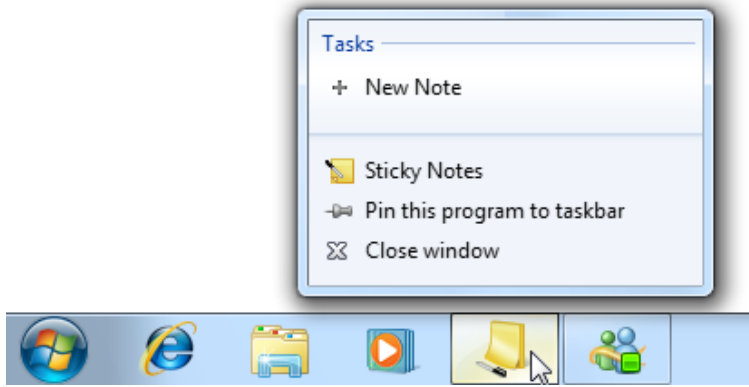 Tasks
New Note
Sticky Notes
Pin this program to taskbar
Close window